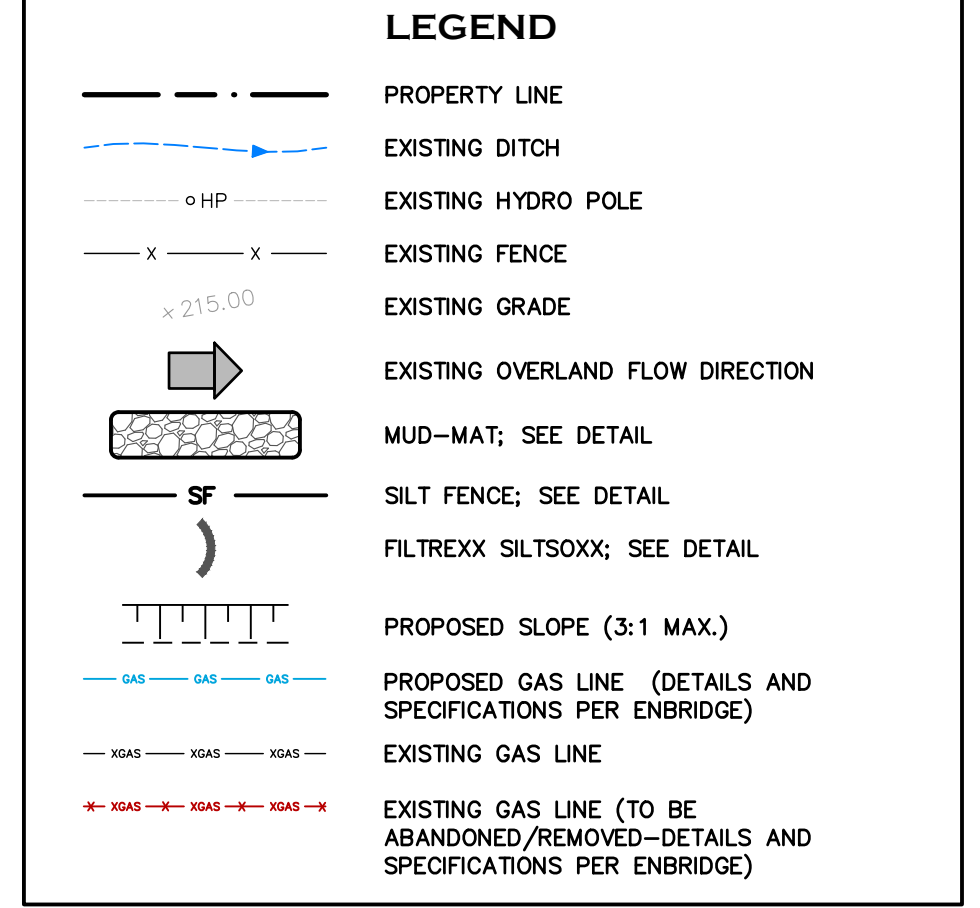 LEGEND
PROPERTY LINE
EXISTING DITCH
o HP EXISTING HYDRO POLE
X X EXISTING FENCE
x 215.00 EXISTING GRADE
EXISTING OVERLAND FLOW DIRECTION
MUD-MAT; SEE DETAIL
SF SILT FENCE; SEE DETAIL
FILTREXX SILTSOXX; SEE DETAIL
PROPOSED SLOPE (3:1 MAX.)
GAS GAS GAS PROPOSED GAS LINE (DETAILS AND
SPECIFICATIONS PER ENBRIDGE)
XGAS XGAS XGAS EXISTING GAS LINE
X XGAS X XGAS X XGAS X EXISTING GAS LINE (TO BE
ABANDONED/REMOVED-DETAILS AND
SPECIFICATIONS PER ENBRIDGE)